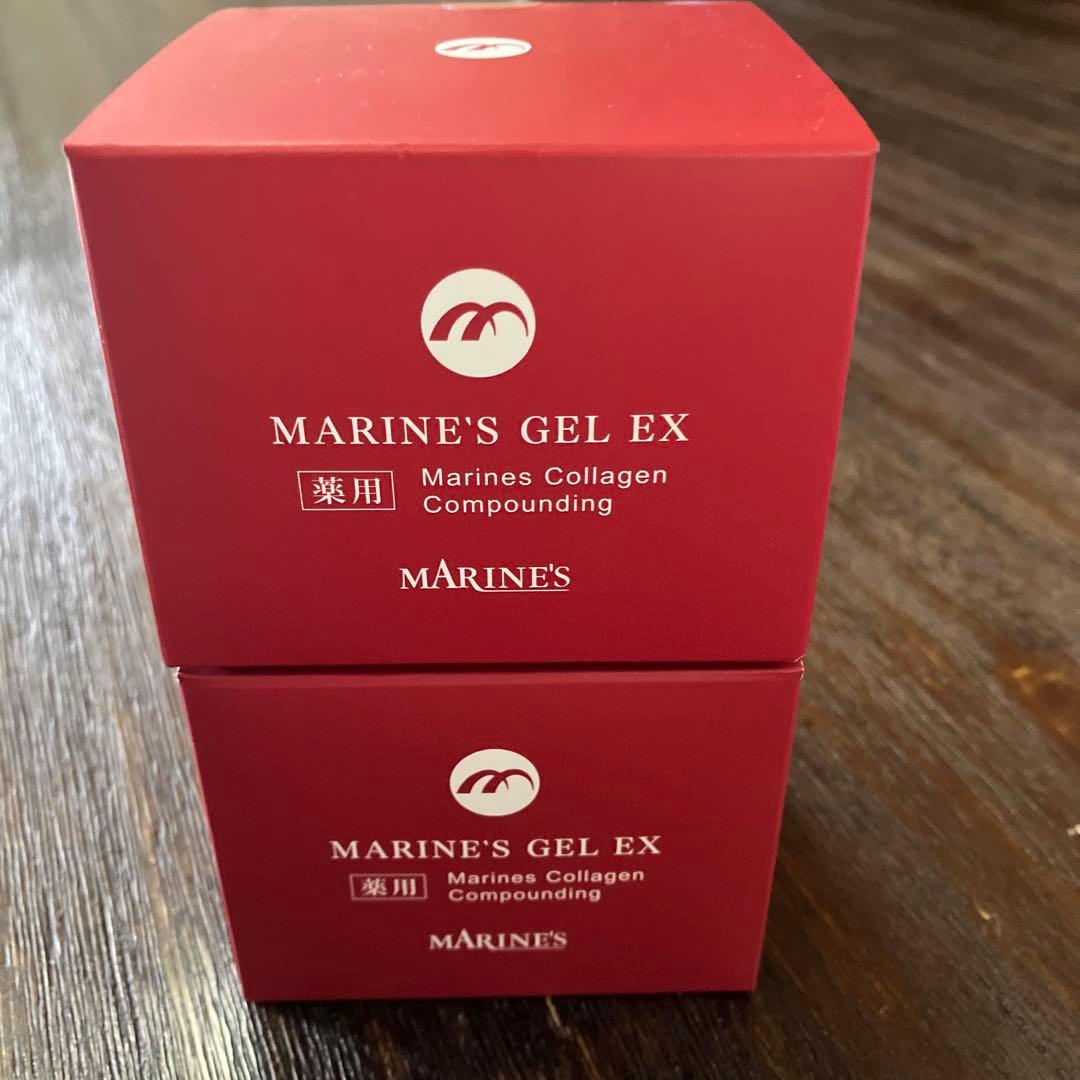 MARINE'S GEL EX
薬用 Marines Collagen
Compounding
MARINE'S
MARINE'S GEL EX
薬用 Marines Collagen
Compounding
MARINE'S